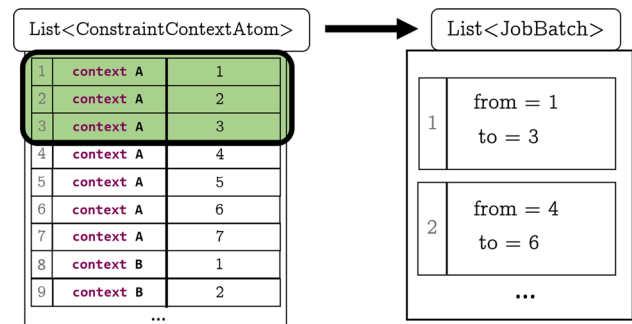 List<ConstraintContextAtom>
1 context A 1
2 context A 2
3 context A 3
4 context A 4
5 context A 5
6 context A 6
7 context A 7
8 context B 1
9 context B 2
...
List<JobBatch>
1
from = 1
to = 3
2
from = 4
to = 6
...